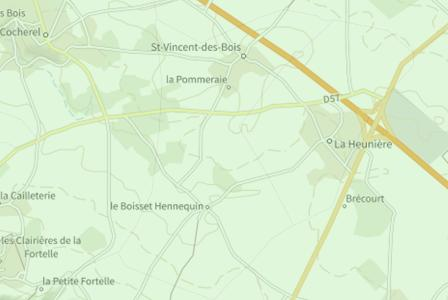 s Bois
Cocherel
St-Vincent-des-Bois
la Pommeraie
D57
La Heunière
la Cailleterie
le Boisset Hennequin
Brécourt
les Clairières de la
Fortelle
la Petite Fortelle